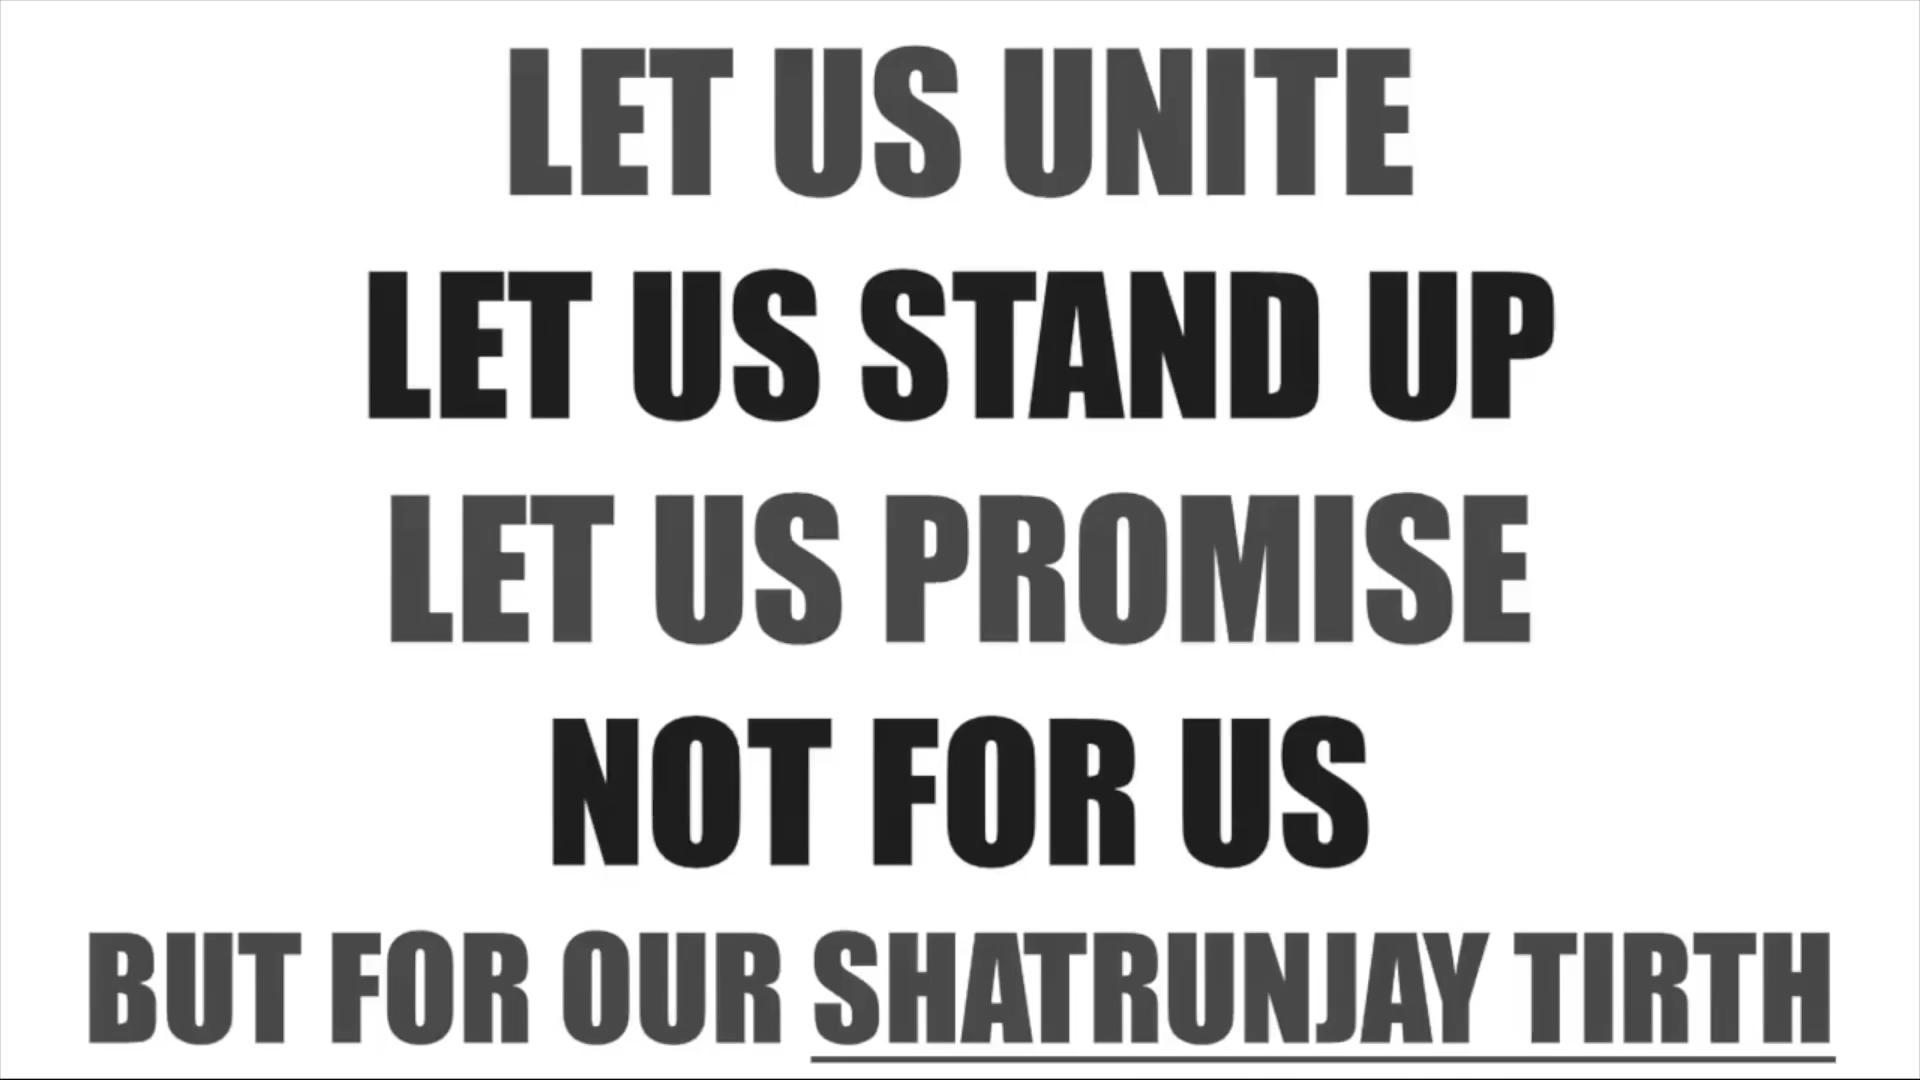 LET US UNITE
LET US STAND UP
LET US PROMISE
NOT FOR US
BUT FOR OUR SHATRUNJAY TIRTH